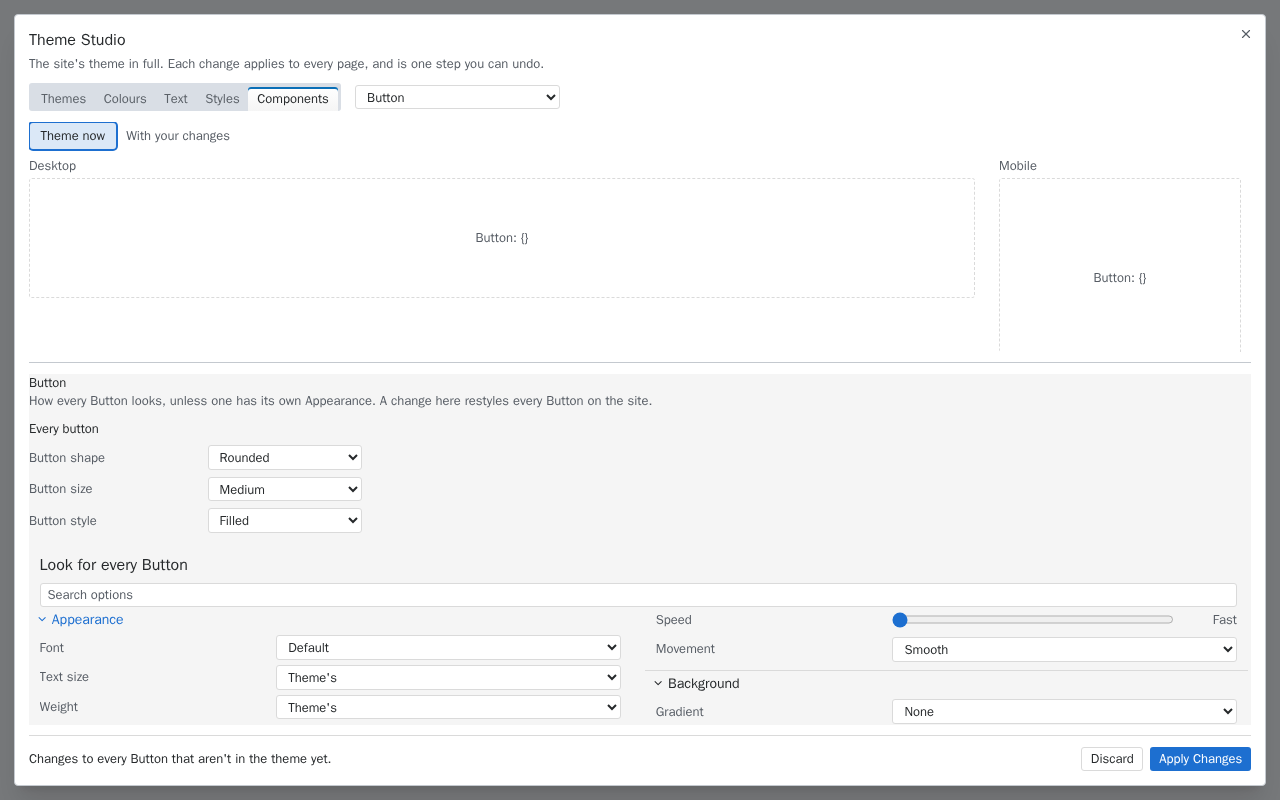 Theme Studio
×
The site's theme in full. Each change applies to every page, and is one step you can undo.
Themes Colours Text Styles Components Button
Theme now With your changes
Desktop Mobile
Button: {}
Button: {}
Button
How every Button looks, unless one has its own Appearance. A change here restyles every Button on the site.
Every button
Button shape Rounded
Button size Medium
Button style Filled
Look for every Button
Search options
Appearance
Font Default
Text size Theme's
Weight Theme's
Speed Fast
Movement Smooth
Background
Gradient None
Changes to every Button that aren't in the theme yet. Discard Apply Changes